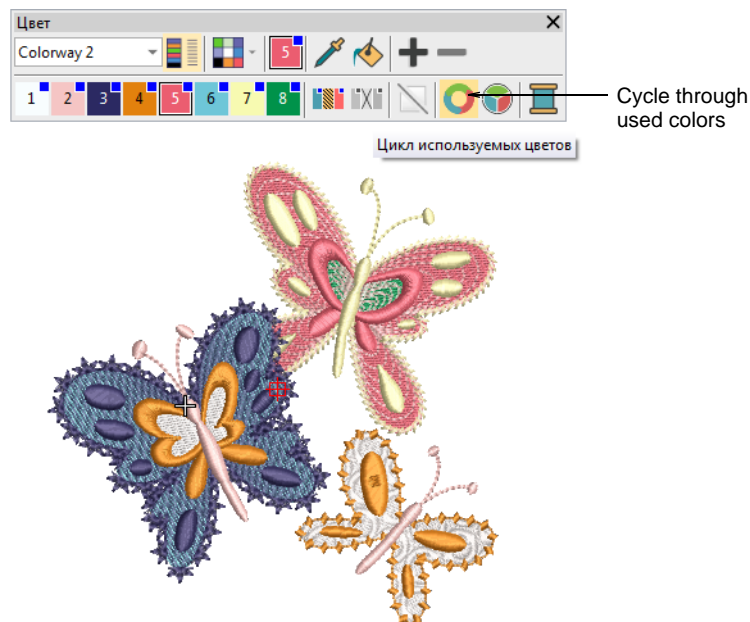 Цвет
Colorway 2
5
1 2 3 4 5 6 7 8
Cycle through
used colors
Цикл используемых цветов